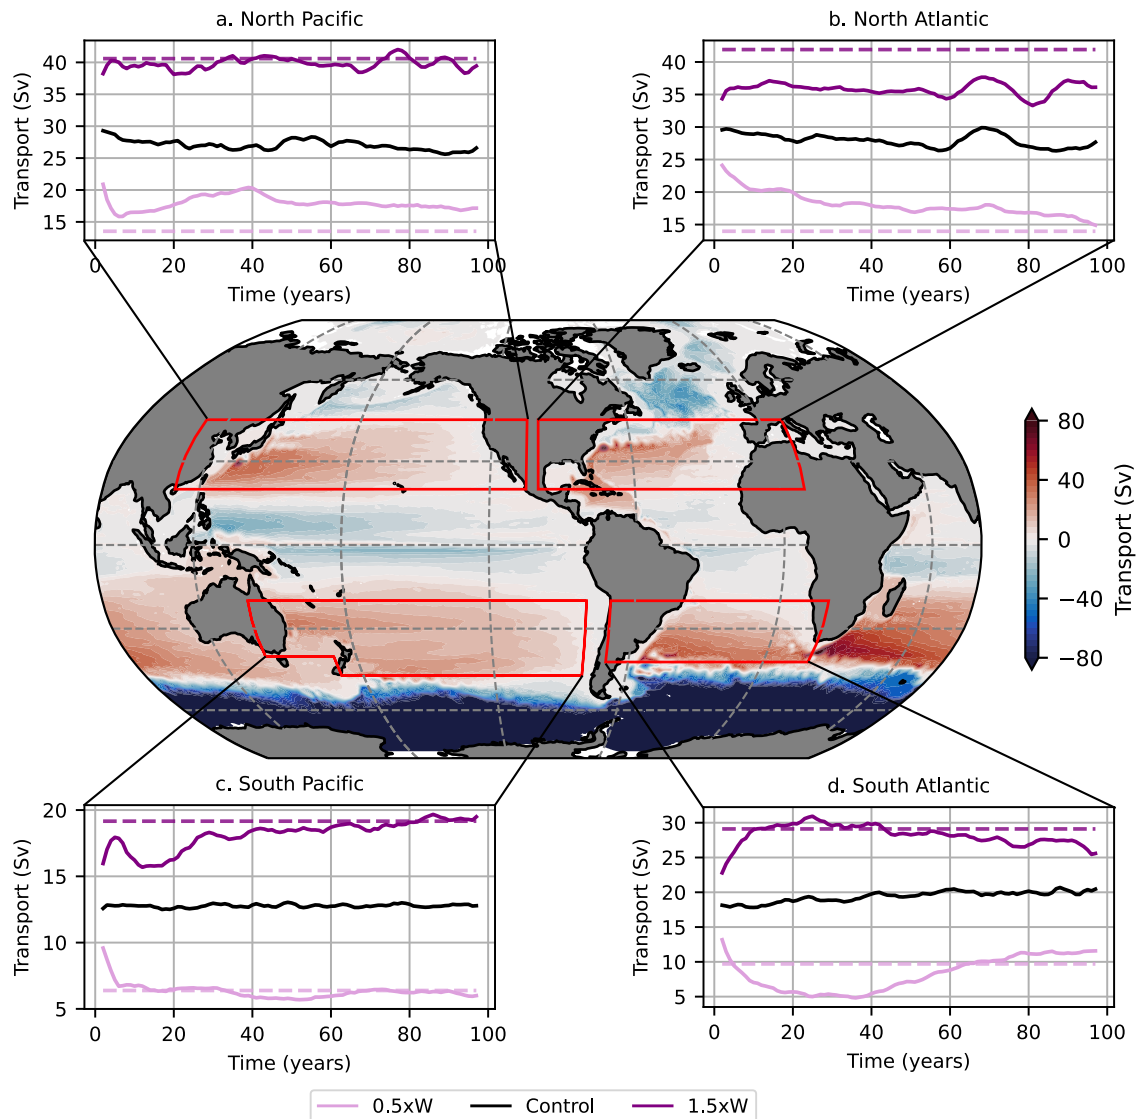 a. North Pacific
b. North Atlantic
Transport (Sv)
40
35
30
25
20
15
0 20 40 60 80 100
Time (years)
Transport (Sv)
40
35
30
25
20
15
0 20 40 60 80 100
Time (years)
80
40
0
−40
−80
Transport (Sv)
c. South Pacific
d. South Atlantic
Transport (Sv)
20
15
10
5
0 20 40 60 80 100
Time (years)
Transport (Sv)
30
25
20
15
10
5
0 20 40 60 80 100
Time (years)
0.5xW Control 1.5xW